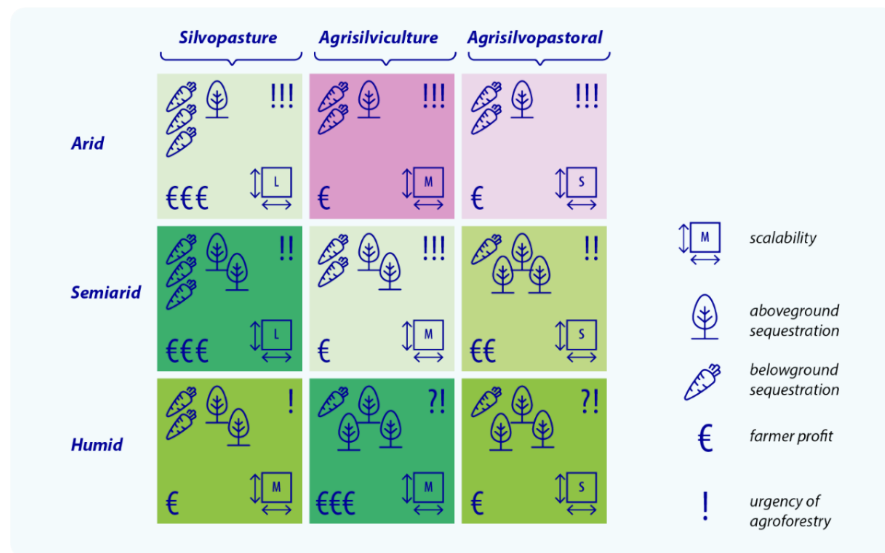 Silvopasture Agrisilviculture Agrisilvopastoral
Arid
!!! !!! !!!
L M S
€€€ € €
Semiarid
!! !!! !!
L M S
€€€ € €€
Humid
! ?! ?!
M M S
€ €€€ €
M scalability
aboveground
sequestration
belowground
sequestration
€ farmer profit
! urgency of
agroforestry